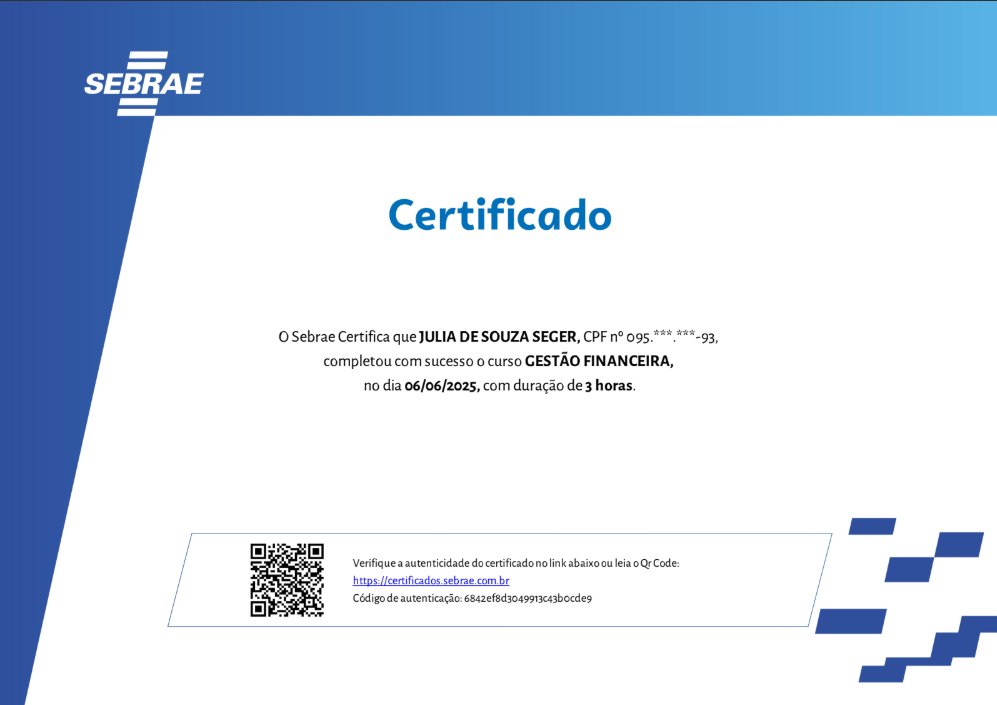 SEBRAE
Certificado
O Sebrae Certifica que JULIA DE SOUZA SEGER, CPF nº 095.***.***-93,
completou com sucesso o curso GESTÃO FINANCEIRA,
no dia 06/06/2025, com duração de 3 horas.
Verifique a autenticidade do certificado no link abaixo ou leia o Qr Code:
https://certificados.sebrae.com.br
Código de autenticação: 6842ef8d3049913c43b0cde9